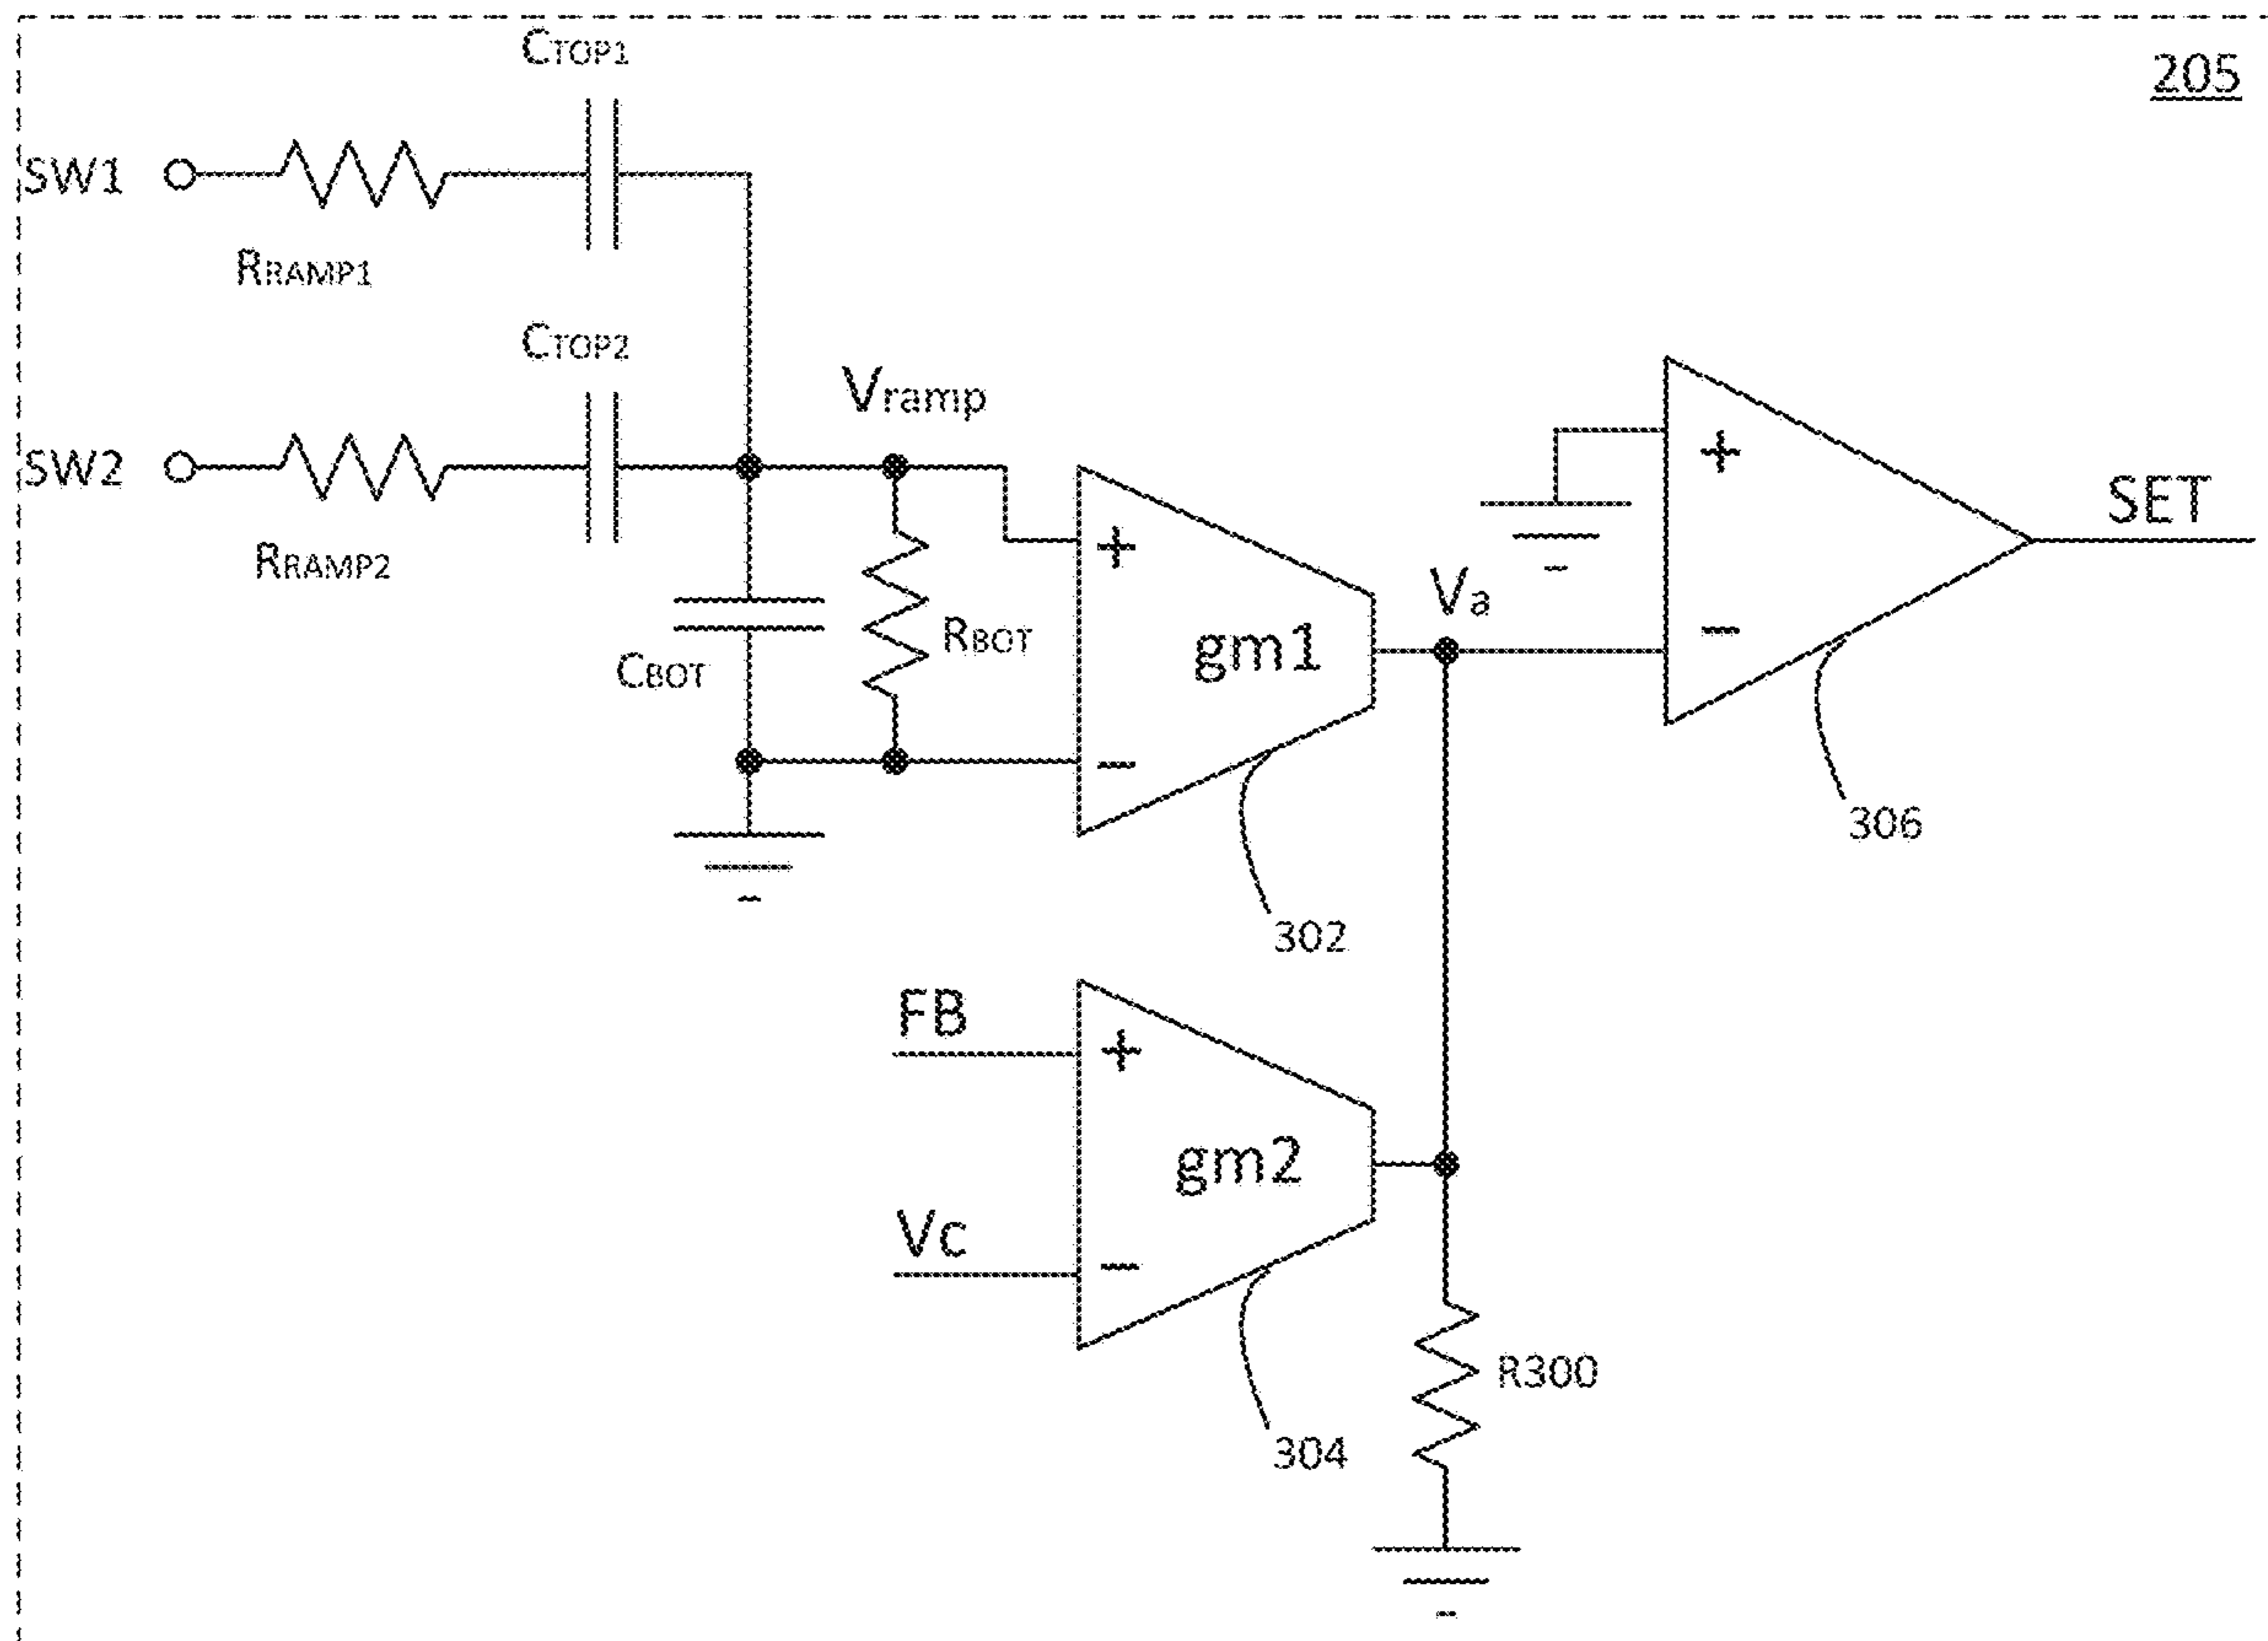 CTOP1
205
SW1
RRAMP1
CTOP2
Vramp
SW2
RRAMP2
+
SET
+
Va
RBOT
gm1
CBOT
−
−
306
302
FB
+
gm2
Vc
−
R300
304